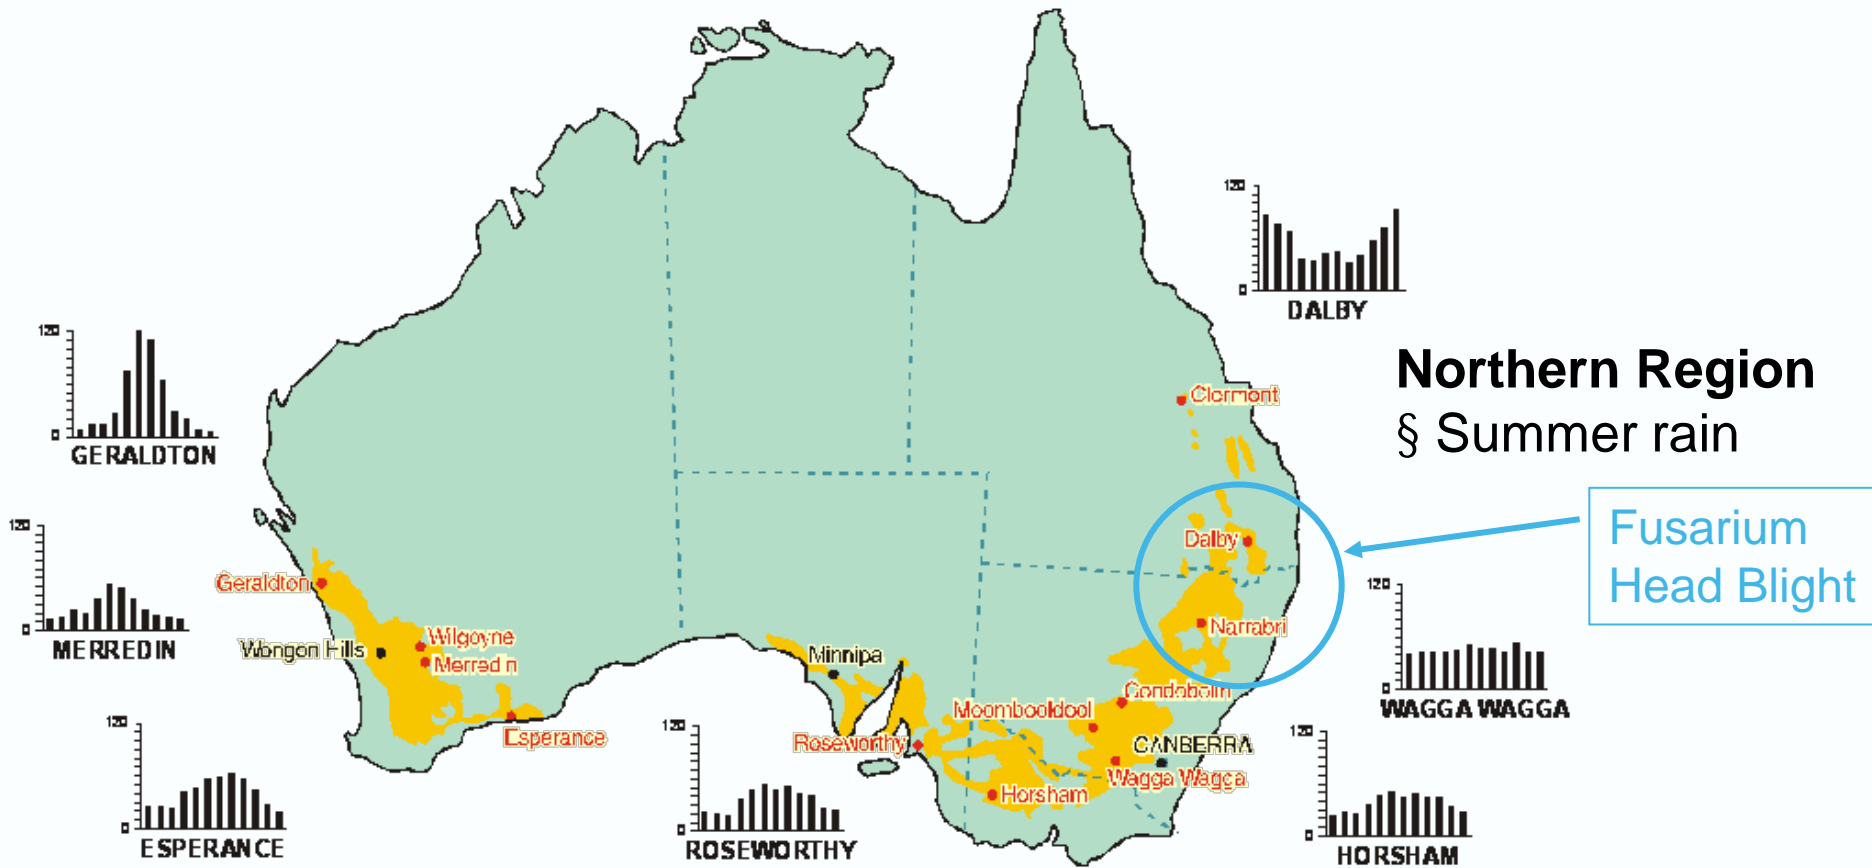 120
0
DALBY
Northern Region
§ Summer rain
Fusarium
Head Blight
120
0
GERALDTON
120
0
MERREDIN
120
0
ESPERANCE
120
0
ROSEWORTHY
120
0
WAGGA WAGGA
120
0
HORSHAM
Clermont
Dalby
Narrabri
Geraldton
Wongon Hills
Wilgoyne
Merredin
Esperance
Minnipa
Roseworthy
Moombooldool
Condobolin
CANBERRA
Wagga Wagga
Horsham